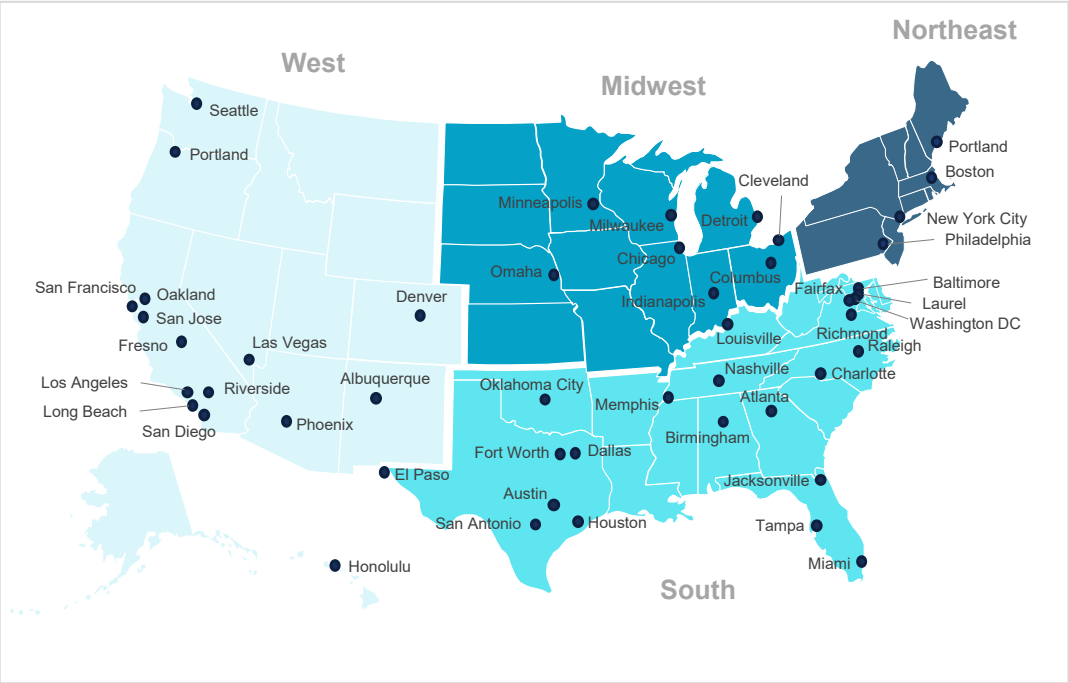 Northeast
West
Midwest
South
Seattle
Portland
San Francisco
Oakland
San Jose
Fresno
Las Vegas
Los Angeles
Long Beach
Riverside
San Diego
Phoenix
Albuquerque
Denver
Honolulu
Minneapolis
Milwaukee
Chicago
Detroit
Cleveland
Columbus
Indianapolis
Omaha
Portland
Boston
New York City
Philadelphia
Baltimore
Laurel
Washington DC
Fairfax
Richmond
Raleigh
Charlotte
Louisville
Nashville
Memphis
Atlanta
Birmingham
Oklahoma City
Fort Worth
Dallas
El Paso
Austin
San Antonio
Houston
Jacksonville
Tampa
Miami